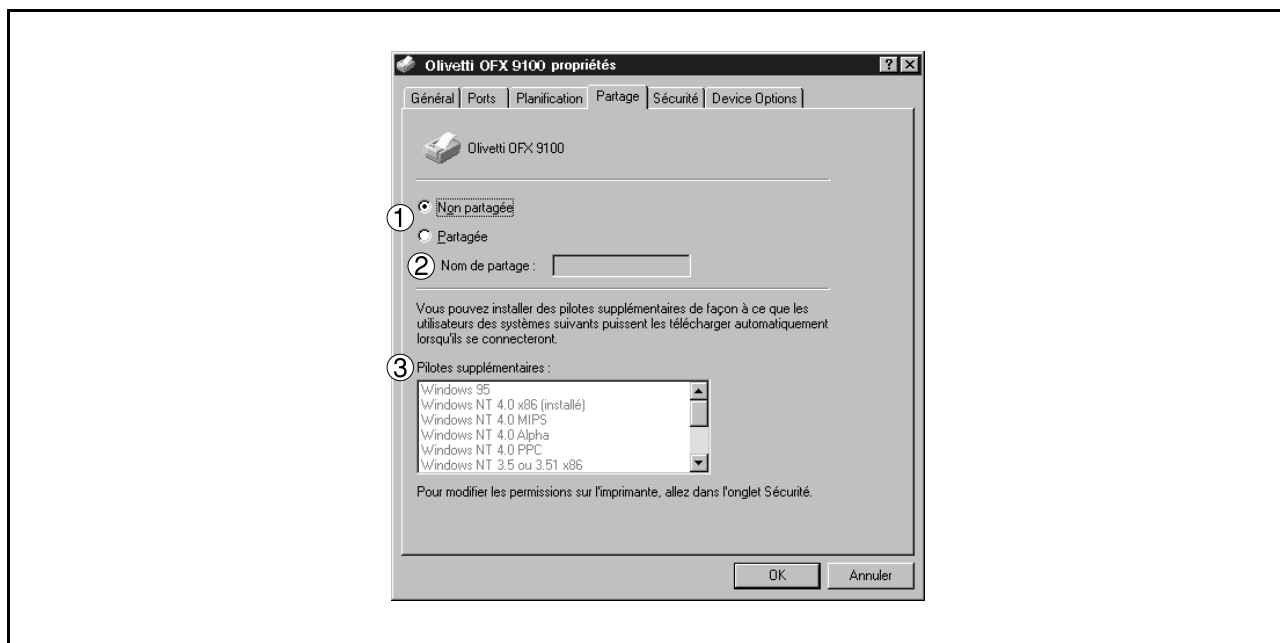 Olivetti OFX 9100 propriétés
Général Ports Planification Partage Sécurité Device Options
Olivetti OFX 9100
① Non partagée
Partagée
② Nom de partage :
Vous pouvez installer des pilotes supplémentaires de façon à ce que les
utilisateurs des systèmes suivants puissent les télécharger automatiquement
lorsqu'ils se connecteront.
③ Pilotes supplémentaires :
Windows 95
Windows NT 4.0 x86 (installé)
Windows NT 4.0 MIPS
Windows NT 4.0 Alpha
Windows NT 4.0 PPC
Windows NT 3.5 ou 3.51 x86
Pour modifier les permissions sur l'imprimante, allez dans l'onglet Sécurité.
OK Annuler